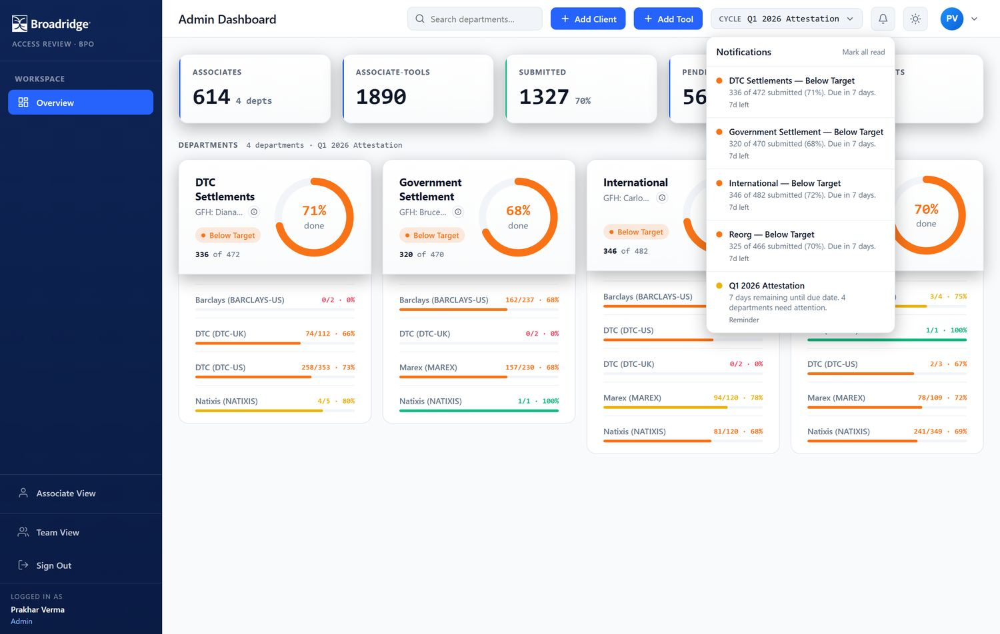 Broadridge
ACCESS REVIEW · BPO
WORKSPACE
Overview
Associate View
Team View
Sign Out
LOGGED IN AS
Prakhar Verma
Admin
Admin Dashboard
Search departments...
Add Client
Add Tool
CYCLE Q1 2026 Attestation
PV
ASSOCIATES
614 4 depts
ASSOCIATE-TOOLS
1890
SUBMITTED
1327 70%
PENDI
56
TS
DEPARTMENTS 4 departments · Q1 2026 Attestation
DTC
Settlements
GFH: Diana...
Below Target
336 of 472
71%
done
Barclays (BARCLAYS-US) 0/2 · 0%
DTC (DTC-UK) 74/112 · 66%
DTC (DTC-US) 258/353 · 73%
Natixis (NATIXIS) 4/5 · 80%
Government
Settlement
GFH: Bruce...
Below Target
320 of 470
68%
done
Barclays (BARCLAYS-US) 162/237 · 68%
DTC (DTC-UK) 0/2 · 0%
Marex (MAREX) 157/230 · 68%
Natixis (NATIXIS) 1/1 · 100%
International
GFH: Carlo...
Below Target
346 of 482
Barclays (BARCLAYS-US)
DTC (DTC-US)
DTC (DTC-UK) 0/2 · 0%
Marex (MAREX) 94/120 · 78%
Natixis (NATIXIS) 81/120 · 68%
70%
done
3/4 · 75%
1/1 · 100%
DTC (DTC-US) 2/3 · 67%
Marex (MAREX) 78/109 · 72%
Natixis (NATIXIS) 241/349 · 69%
Notifications Mark all read
DTC Settlements — Below Target
336 of 472 submitted (71%). Due in 7 days.
7d left
Government Settlement — Below Target
320 of 470 submitted (68%). Due in 7 days.
7d left
International — Below Target
346 of 482 submitted (72%). Due in 7 days.
7d left
Reorg — Below Target
325 of 466 submitted (70%). Due in 7 days.
7d left
Q1 2026 Attestation
7 days remaining until due date. 4
departments need attention.
Reminder